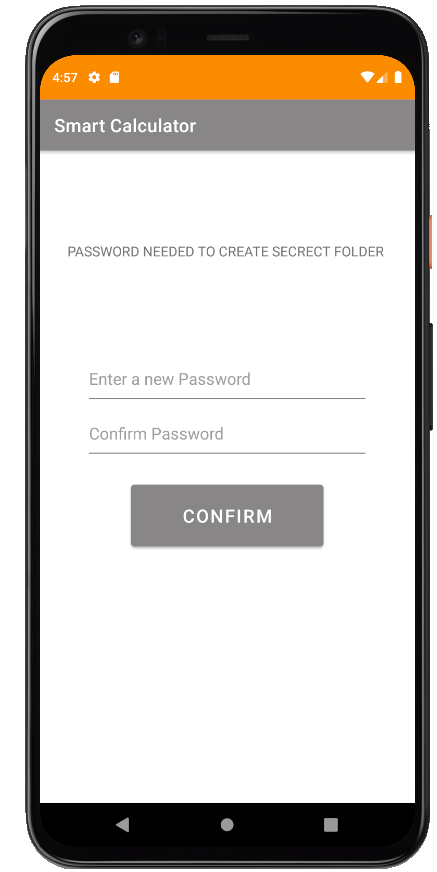 4:57
Smart Calculator
PASSWORD NEEDED TO CREATE SECRECT FOLDER
Enter a new Password
Confirm Password
CONFIRM